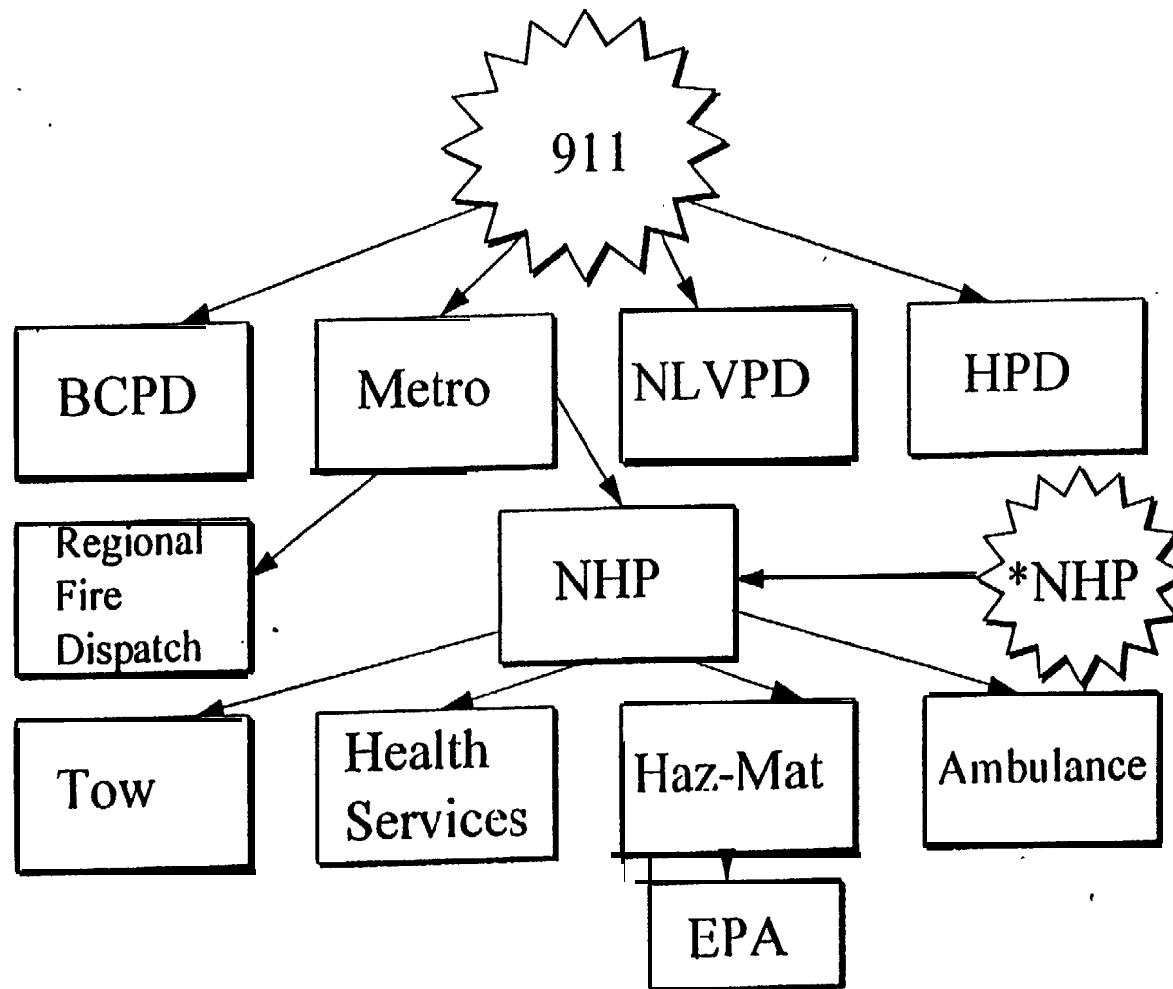 911
BCPD
Metro
NLVPD
HPD
Regional
Fire
Dispatch
NHP
*NHP
Tow
Health
Services
Haz-Mat
Ambulance
EPA